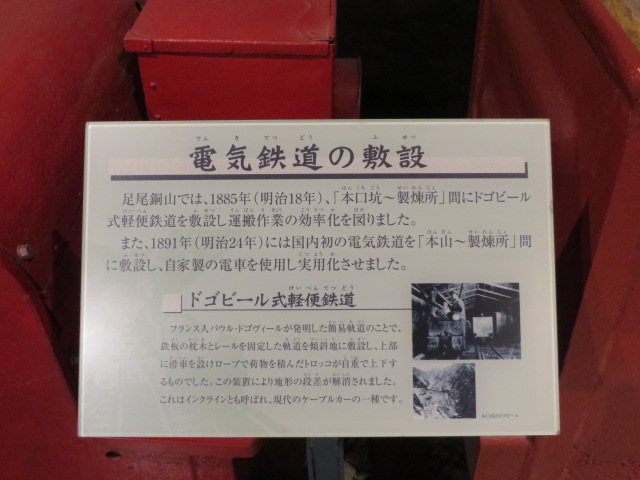 電気鉄道の敷設
足尾銅山では、1885年(明治18年)、「本口坑～製煉所」間にドゴビール
式軽便鉄道を敷設し運搬作業の効率化を図りました。
また、1891年(明治24年)には国内初の電気鉄道を「本山～製煉所」間
に敷設し、自家製の電車を使用し実用化させました。
ドゴビール式軽便鉄道
フランス人パウル・ドゴヴィールが発明した簡易軌道のことで、
鉄板の枕木とレールを固定した軌道を傾斜地に敷設し、上部
に滑車を設けロープで荷物を積んだトロッコが自重で上下す
るものでした。この装置により地形の段差が解消されました。
これはインクラインとも呼ばれ、現代のケーブルカーの一種です。